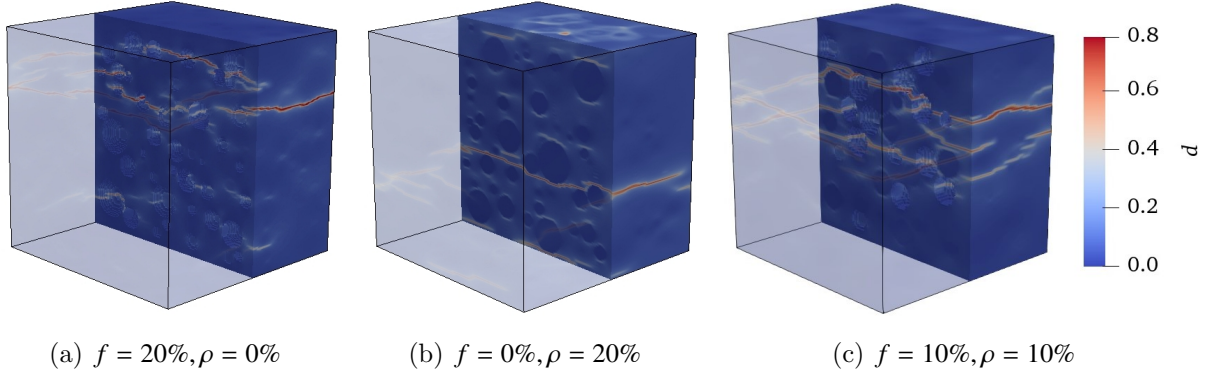 0.8
0.6
0.4
0.2
0.0
d
(a) f = 20%, ρ = 0%
(b) f = 0%, ρ = 20%
(c) f = 10%, ρ = 10%